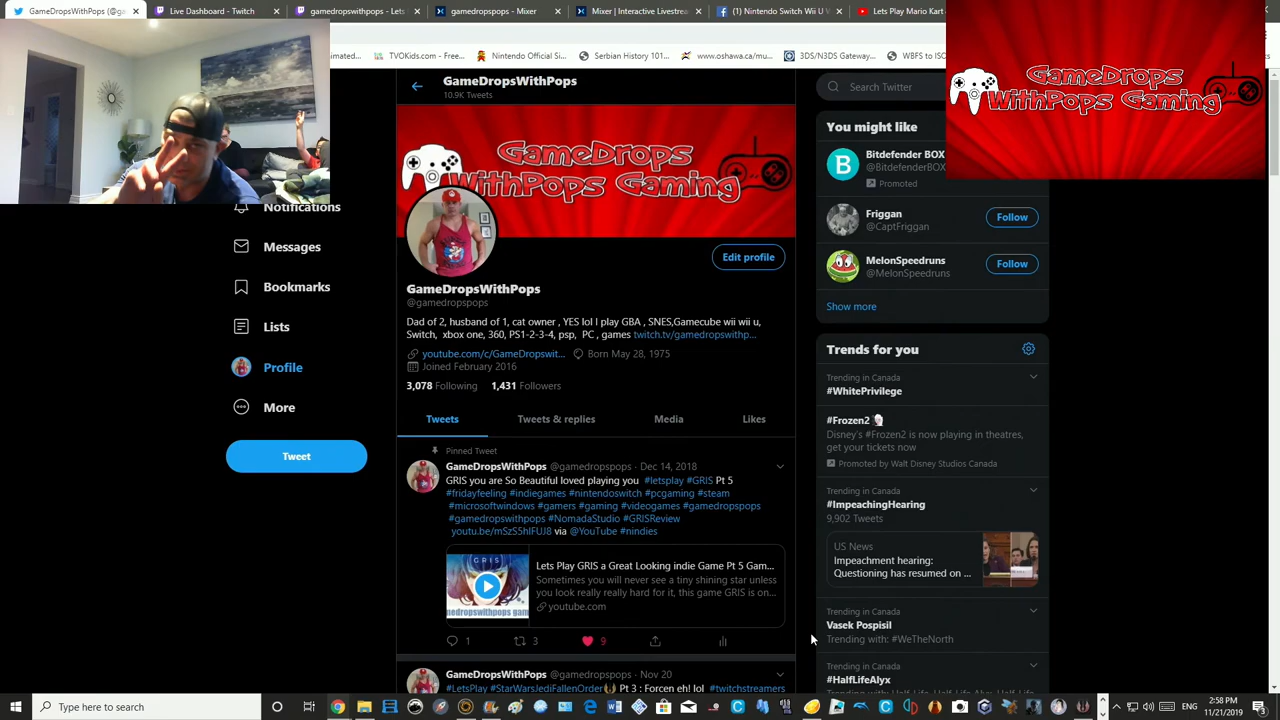 GameDropsWithPops (@ga
Live Dashboard - Twitch
Lets Play Mario Kart
TVOKids.com - Free...
Nintendo Official Si...
Serbian History 101...
www.oshawa.ca/mu...
3DS/N3DS Gateway...
WBFS to ISO
GameDrops
WithPops Gaming
GameDropsWithPops
10.9K Tweets
Search Twitter
Notifications
Messages
Bookmarks
Lists
Profile
More
Tweet
GameDrops
WithPops Gaming
Edit profile
GameDropsWithPops
@gamedropspops
Dad of 2, husband of 1, cat owner , YES lol I play GBA , SNES,Gamecube wii wii u,
Switch, xbox one, 360, PS1-2-3-4, psp, PC , games twitch.tv/gamedropswithp...
youtube.com/c/GameDropswit... Born May 28, 1975
Joined February 2016
3,078 Following 1,431 Followers
Tweets Tweets & replies Media Likes
Pinned Tweet
GameDropsWithPops @gamedropspops · Dec 14, 2018
GRIS you are So Beautiful loved playing you #letsplay #GRIS Pt 5
#fridayfeeling #indiegames #nintendoswitch #pcgaming #steam
#microsoftwindows #gamers #gaming #videogames #gamedropspops
#gamedropswithpops #NomadaStudio #GRISReview
youtu.be/mSzS5hIFUJ8 via @YouTube #nindies
GRIS
Lets Play GRIS a Great Looking indie Game Pt 5 Gam...
Sometimes you will never see a tiny shining star unless
you look really really hard for it, this game GRIS is on...
youtube.com
1 3 9
GameDropsWithPops @gamedropspops · Nov 20
#LetsPlay #StarWarsJediFallenOrder Pt 3 : Forcen eh! lol #twitchstreamers
You might like
Bitdefender BOX
@BitdefenderBOX
Promoted
Friggan
@CaptFriggan
Follow
MelonSpeedruns
@MelonSpeedruns
Follow
Show more
Trends for you
Trending in Canada
#WhitePrivilege
#Frozen2
Disney's #Frozen2 is now playing in theatres,
get your tickets now
Promoted by Walt Disney Studios Canada
Trending in Canada
#ImpeachingHearing
9,902 Tweets
US News
Impeachment hearing:
Questioning has resumed on ...
Trending in Canada
Vasek Pospisil
Trending with: #WeTheNorth
Trending in Canada
#HalfLifeAlyx
Type here to search
2:58 PM
11/21/2019